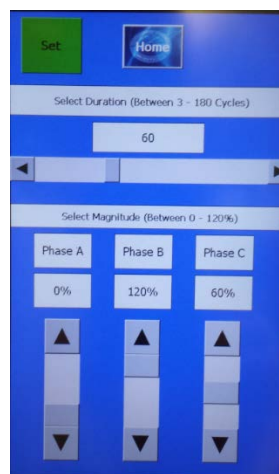 Set
Home
Select Duration (Between 3 - 180 Cycles)
60
Select Magnitude (Between 0 - 120%)
Phase A Phase B Phase C
0% 120% 60%